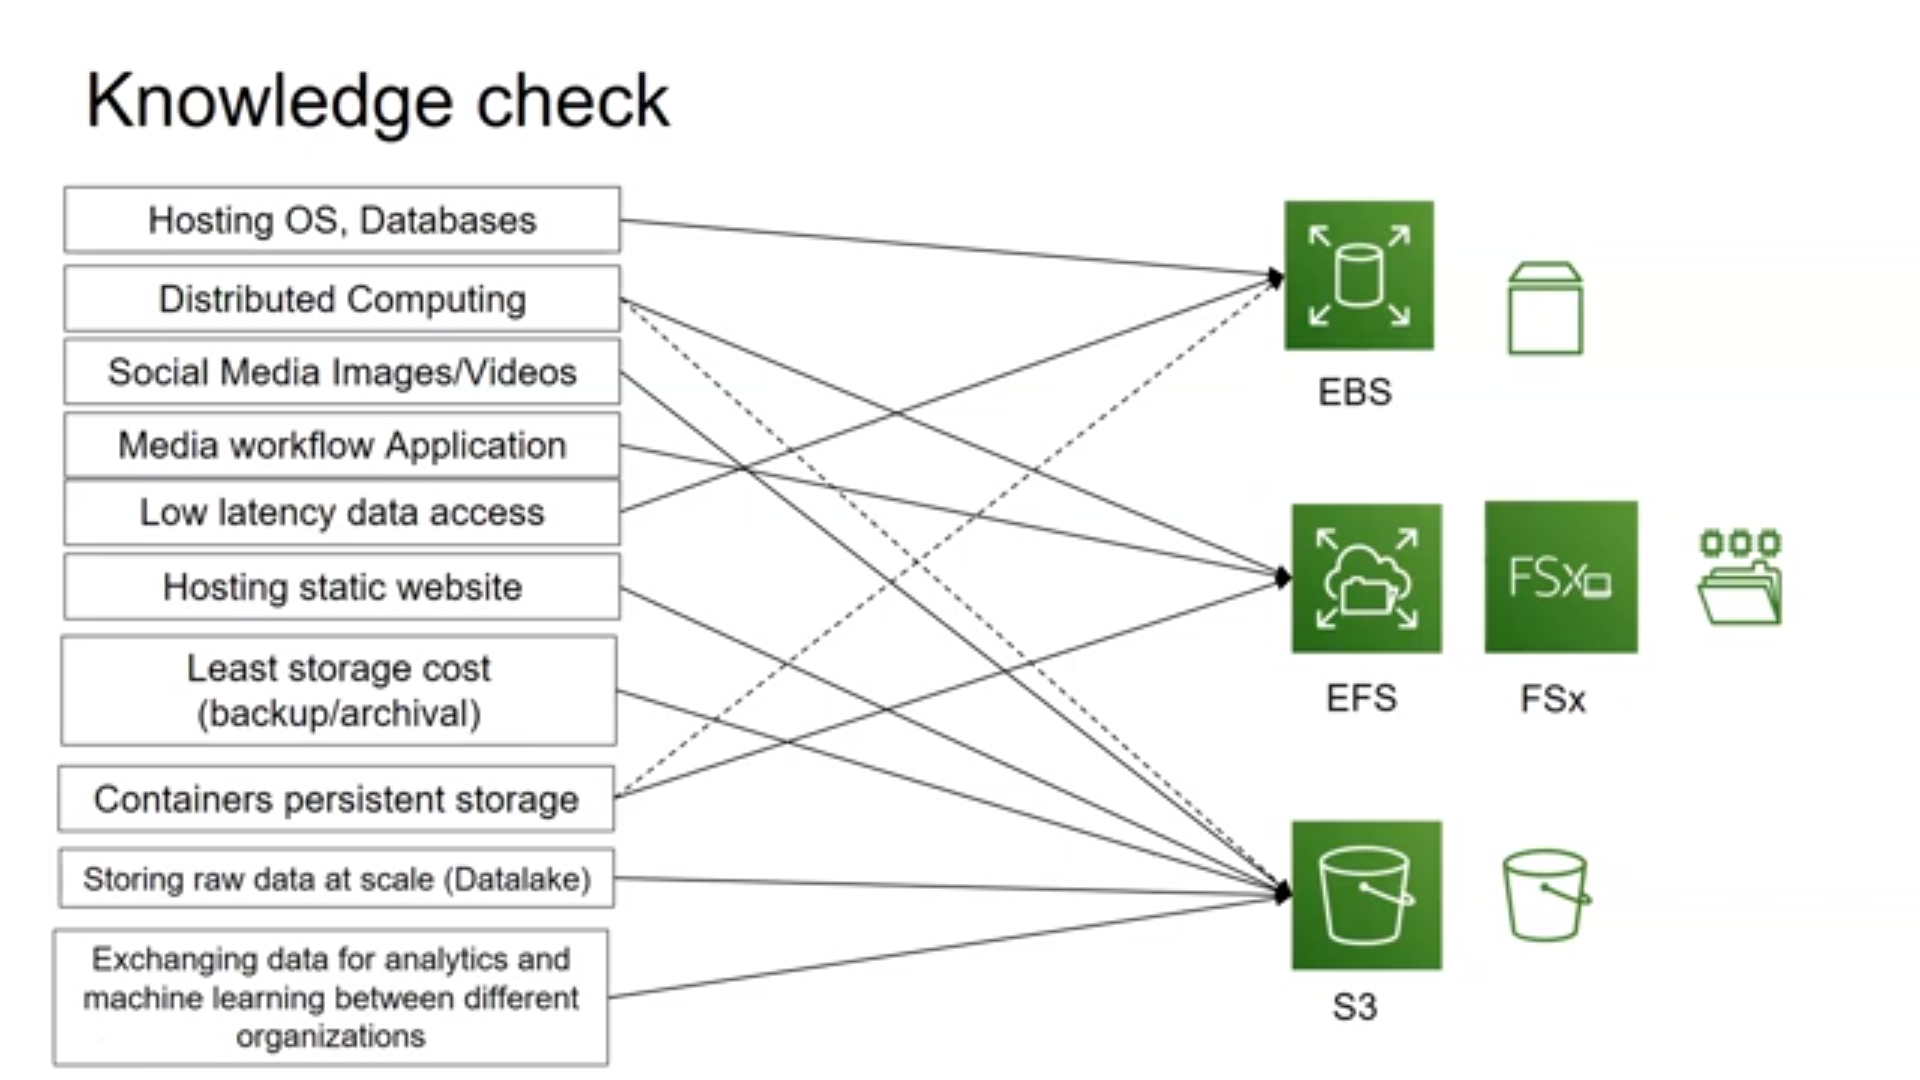 Knowledge check
Hosting OS, Databases
Distributed Computing
Social Media Images/Videos
Media workflow Application
Low latency data access
Hosting static website
Least storage cost
(backup/archival)
Containers persistent storage
Storing raw data at scale (Datalake)
Exchanging data for analytics and
machine learning between different
organizations
EBS
FSx
EFS
FSx
S3